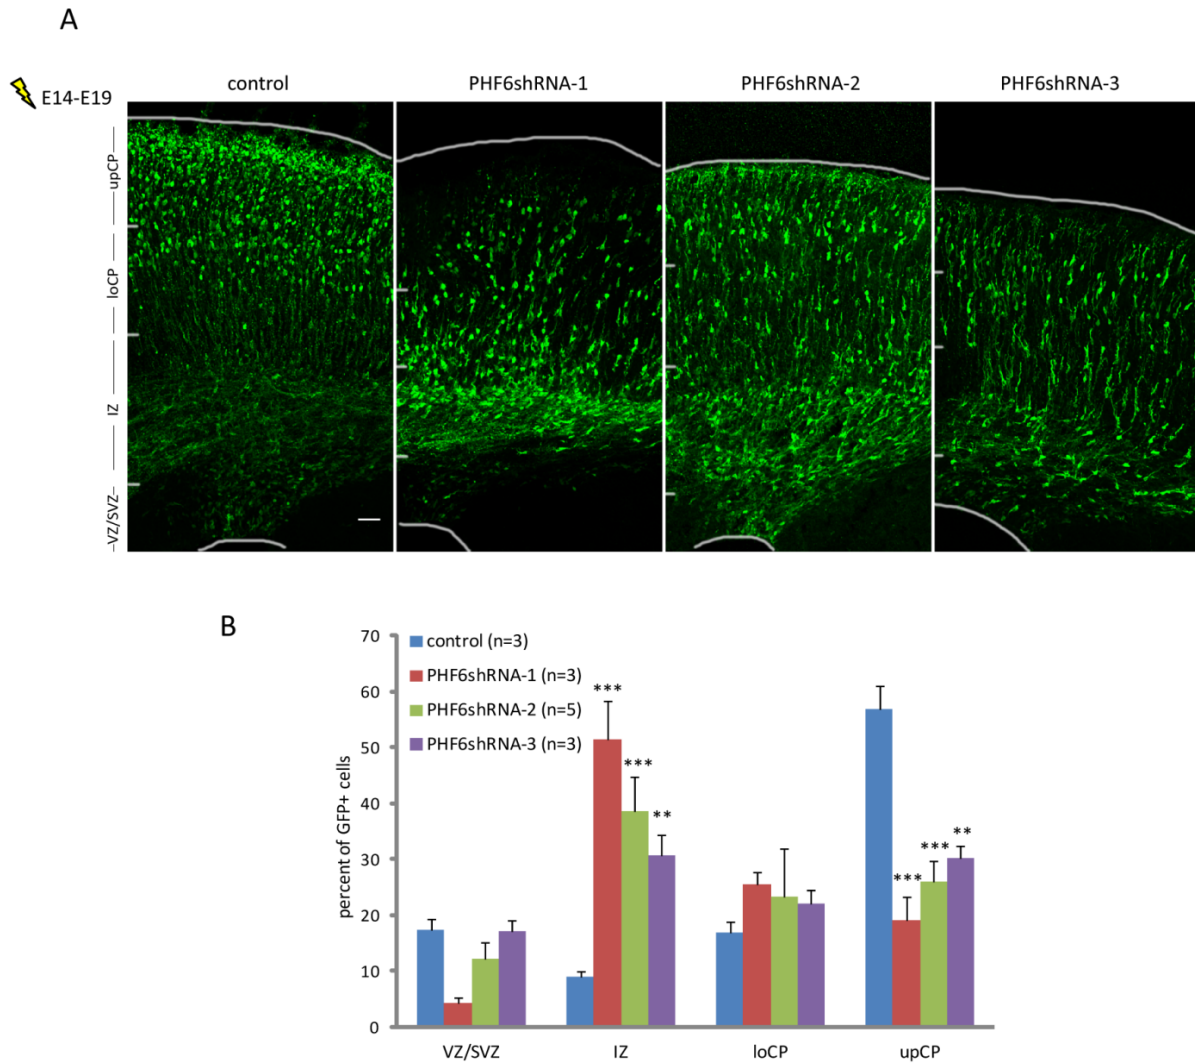 A
E14-E19
control
PHF6shRNA-1
PHF6shRNA-2
PHF6shRNA-3
upCP
loCP
IZ
VZ/SVZ
B
percent of GFP+ cells
70
60
50
40
30
20
10
0
control (n=3)
PHF6shRNA-1 (n=3)
PHF6shRNA-2 (n=5)
PHF6shRNA-3 (n=3)
***
***
**
***
***
**
VZ/SVZ
IZ
loCP
upCP